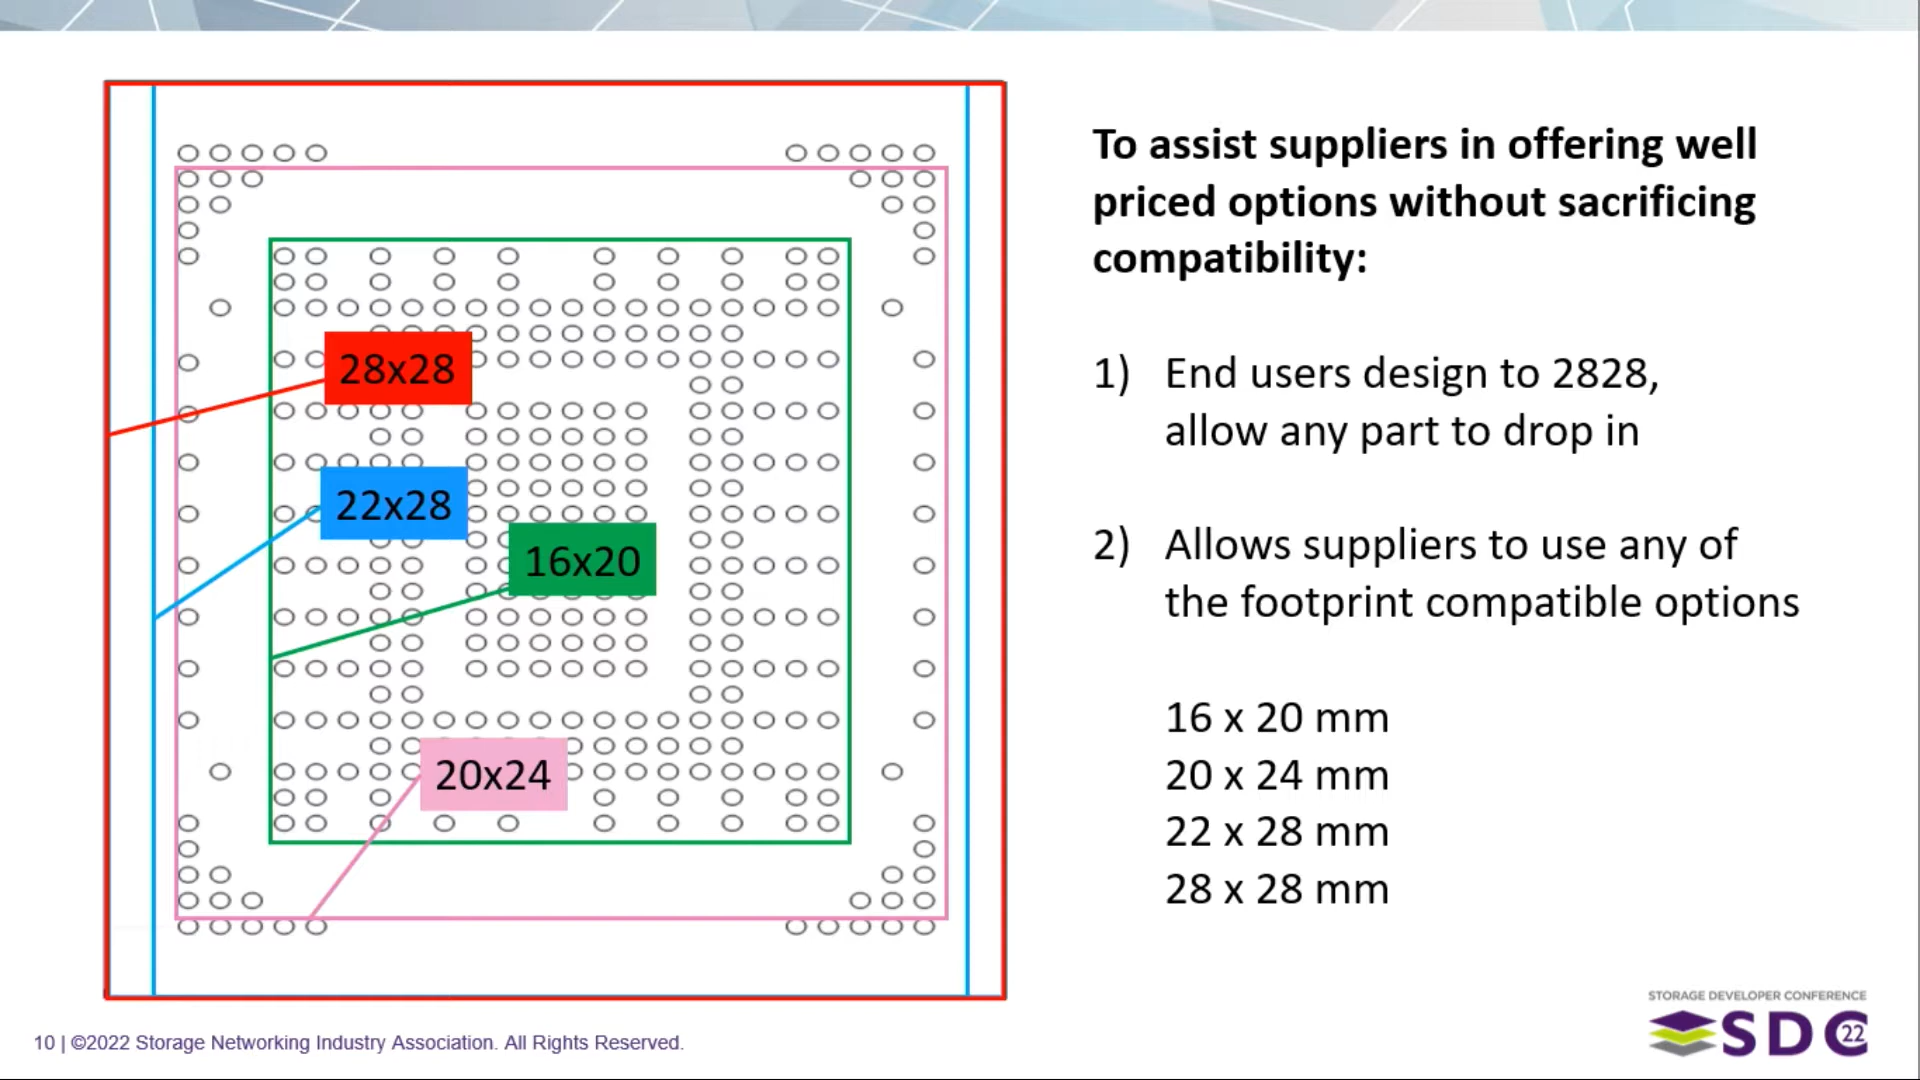 28x28
22x28
16x20
20x24
To assist suppliers in offering well
priced options without sacrificing
compatibility:
1) End users design to 2828,
allow any part to drop in
2) Allows suppliers to use any of
the footprint compatible options
16 x 20 mm
20 x 24 mm
22 x 28 mm
28 x 28 mm
10 | ©2022 Storage Networking Industry Association. All Rights Reserved.
STORAGE DEVELOPER CONFERENCE
SDC 22